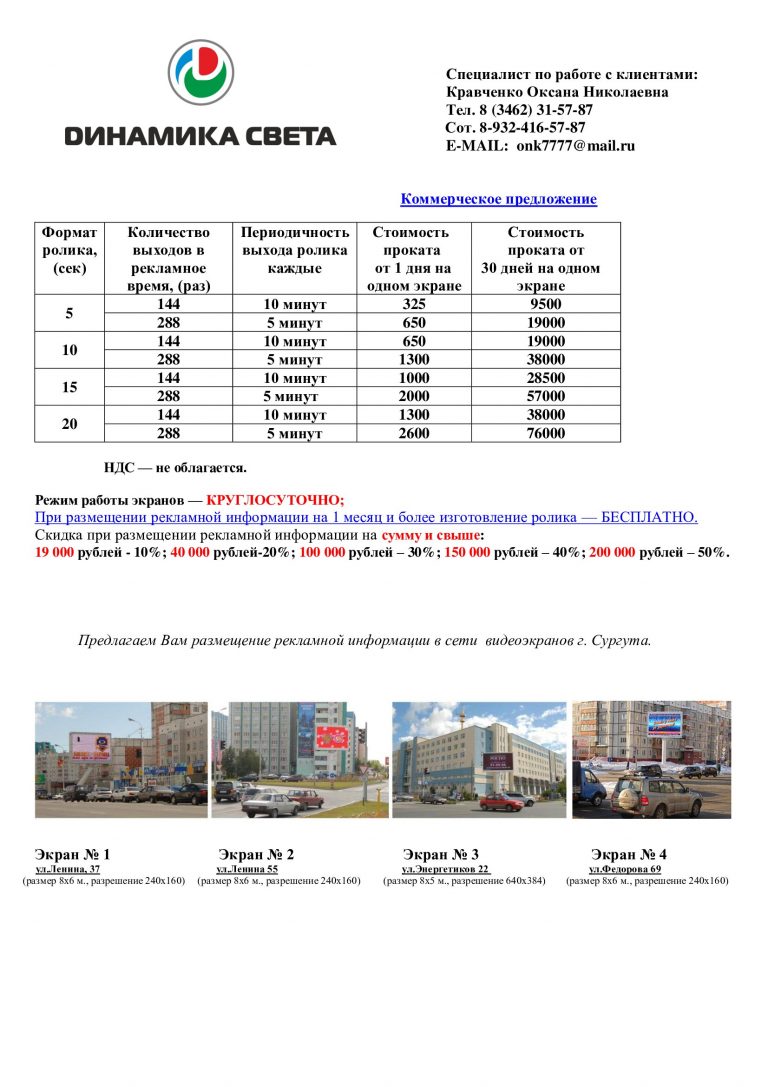 DИНАМИКА СВЕТА
Специалист по работе с клиентами:
Кравченко Оксана Николаевна
Тел. 8 (3462) 31-57-87
Сот. 8-932-416-57-87
E-MAIL: onk7777@mail.ru
Коммерческое предложение
Формат ролика, (сек) Количество выходов в рекламное время, (раз) Периодичность выхода ролика каждые Стоимость проката от 1 дня на одном экране Стоимость проката от 30 дней на одном экране
5 144 10 минут 325 9500
288 5 минут 650 19000
10 144 10 минут 650 19000
288 5 минут 1300 38000
15 144 10 минут 1000 28500
288 5 минут 2000 57000
20 144 10 минут 1300 38000
288 5 минут 2600 76000
НДС — не облагается.
Режим работы экранов — КРУГЛОСУТОЧНО;
При размещении рекламной информации на 1 месяц и более изготовление ролика — БЕСПЛАТНО.
Скидка при размещении рекламной информации на сумму и свыше:
19 000 рублей - 10%; 40 000 рублей-20%; 100 000 рублей – 30%; 150 000 рублей – 40%; 200 000 рублей – 50%.
Предлагаем Вам размещение рекламной информации в сети видеоэкранов г. Сургута.
Экран № 1 Экран № 2 Экран № 3 Экран № 4
ул.Ленина, 37 ул.Ленина 55 ул.Энергетиков 22 ул.Федорова 69
(размер 8х6 м., разрешение 240х160) (размер 8х6 м., разрешение 240х160) (размер 8х5 м., разрешение 640х384) (размер 8х6 м., разрешение 240х160)